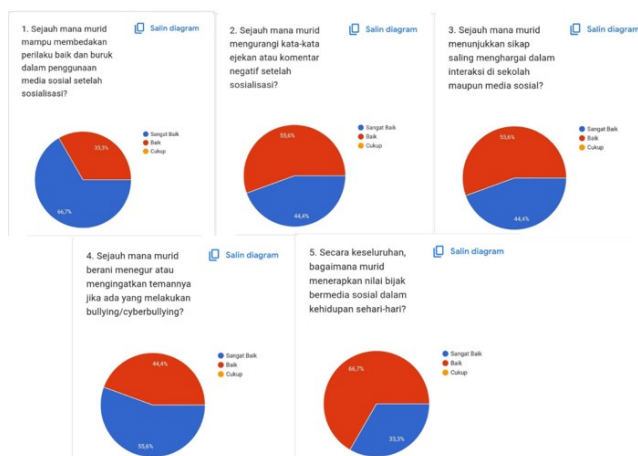 1. Sejauh mana murid
mampu membedakan
perilaku baik dan buruk
dalam penggunaan
media sosial setelah
sosialisasi?
Salin diagram
Sangat Baik
Baik
Cukup
33,3%
66,7%
2. Sejauh mana murid
mengurangi kata-kata
ejekan atau komentar
negatif setelah
sosialisasi?
Salin diagram
Sangat Baik
Baik
Cukup
55,6%
44,4%
3. Sejauh mana murid
menunjukkan sikap
saling menghargai dalam
interaksi di sekolah
maupun media sosial?
Salin diagram
Sangat Baik
Baik
Cukup
55,6%
44,4%
4. Sejauh mana murid
berani menegur atau
mengingatkan temannya
jika ada yang melakukan
bullying/cyberbullying?
Salin diagram
Sangat Baik
Baik
Cukup
44,4%
55,6%
5. Secara keseluruhan,
bagaimana murid
menerapkan nilai bijak
bermedia sosial dalam
kehidupan sehari-hari?
Salin diagram
Sangat Baik
Baik
Cukup
66,7%
33,3%